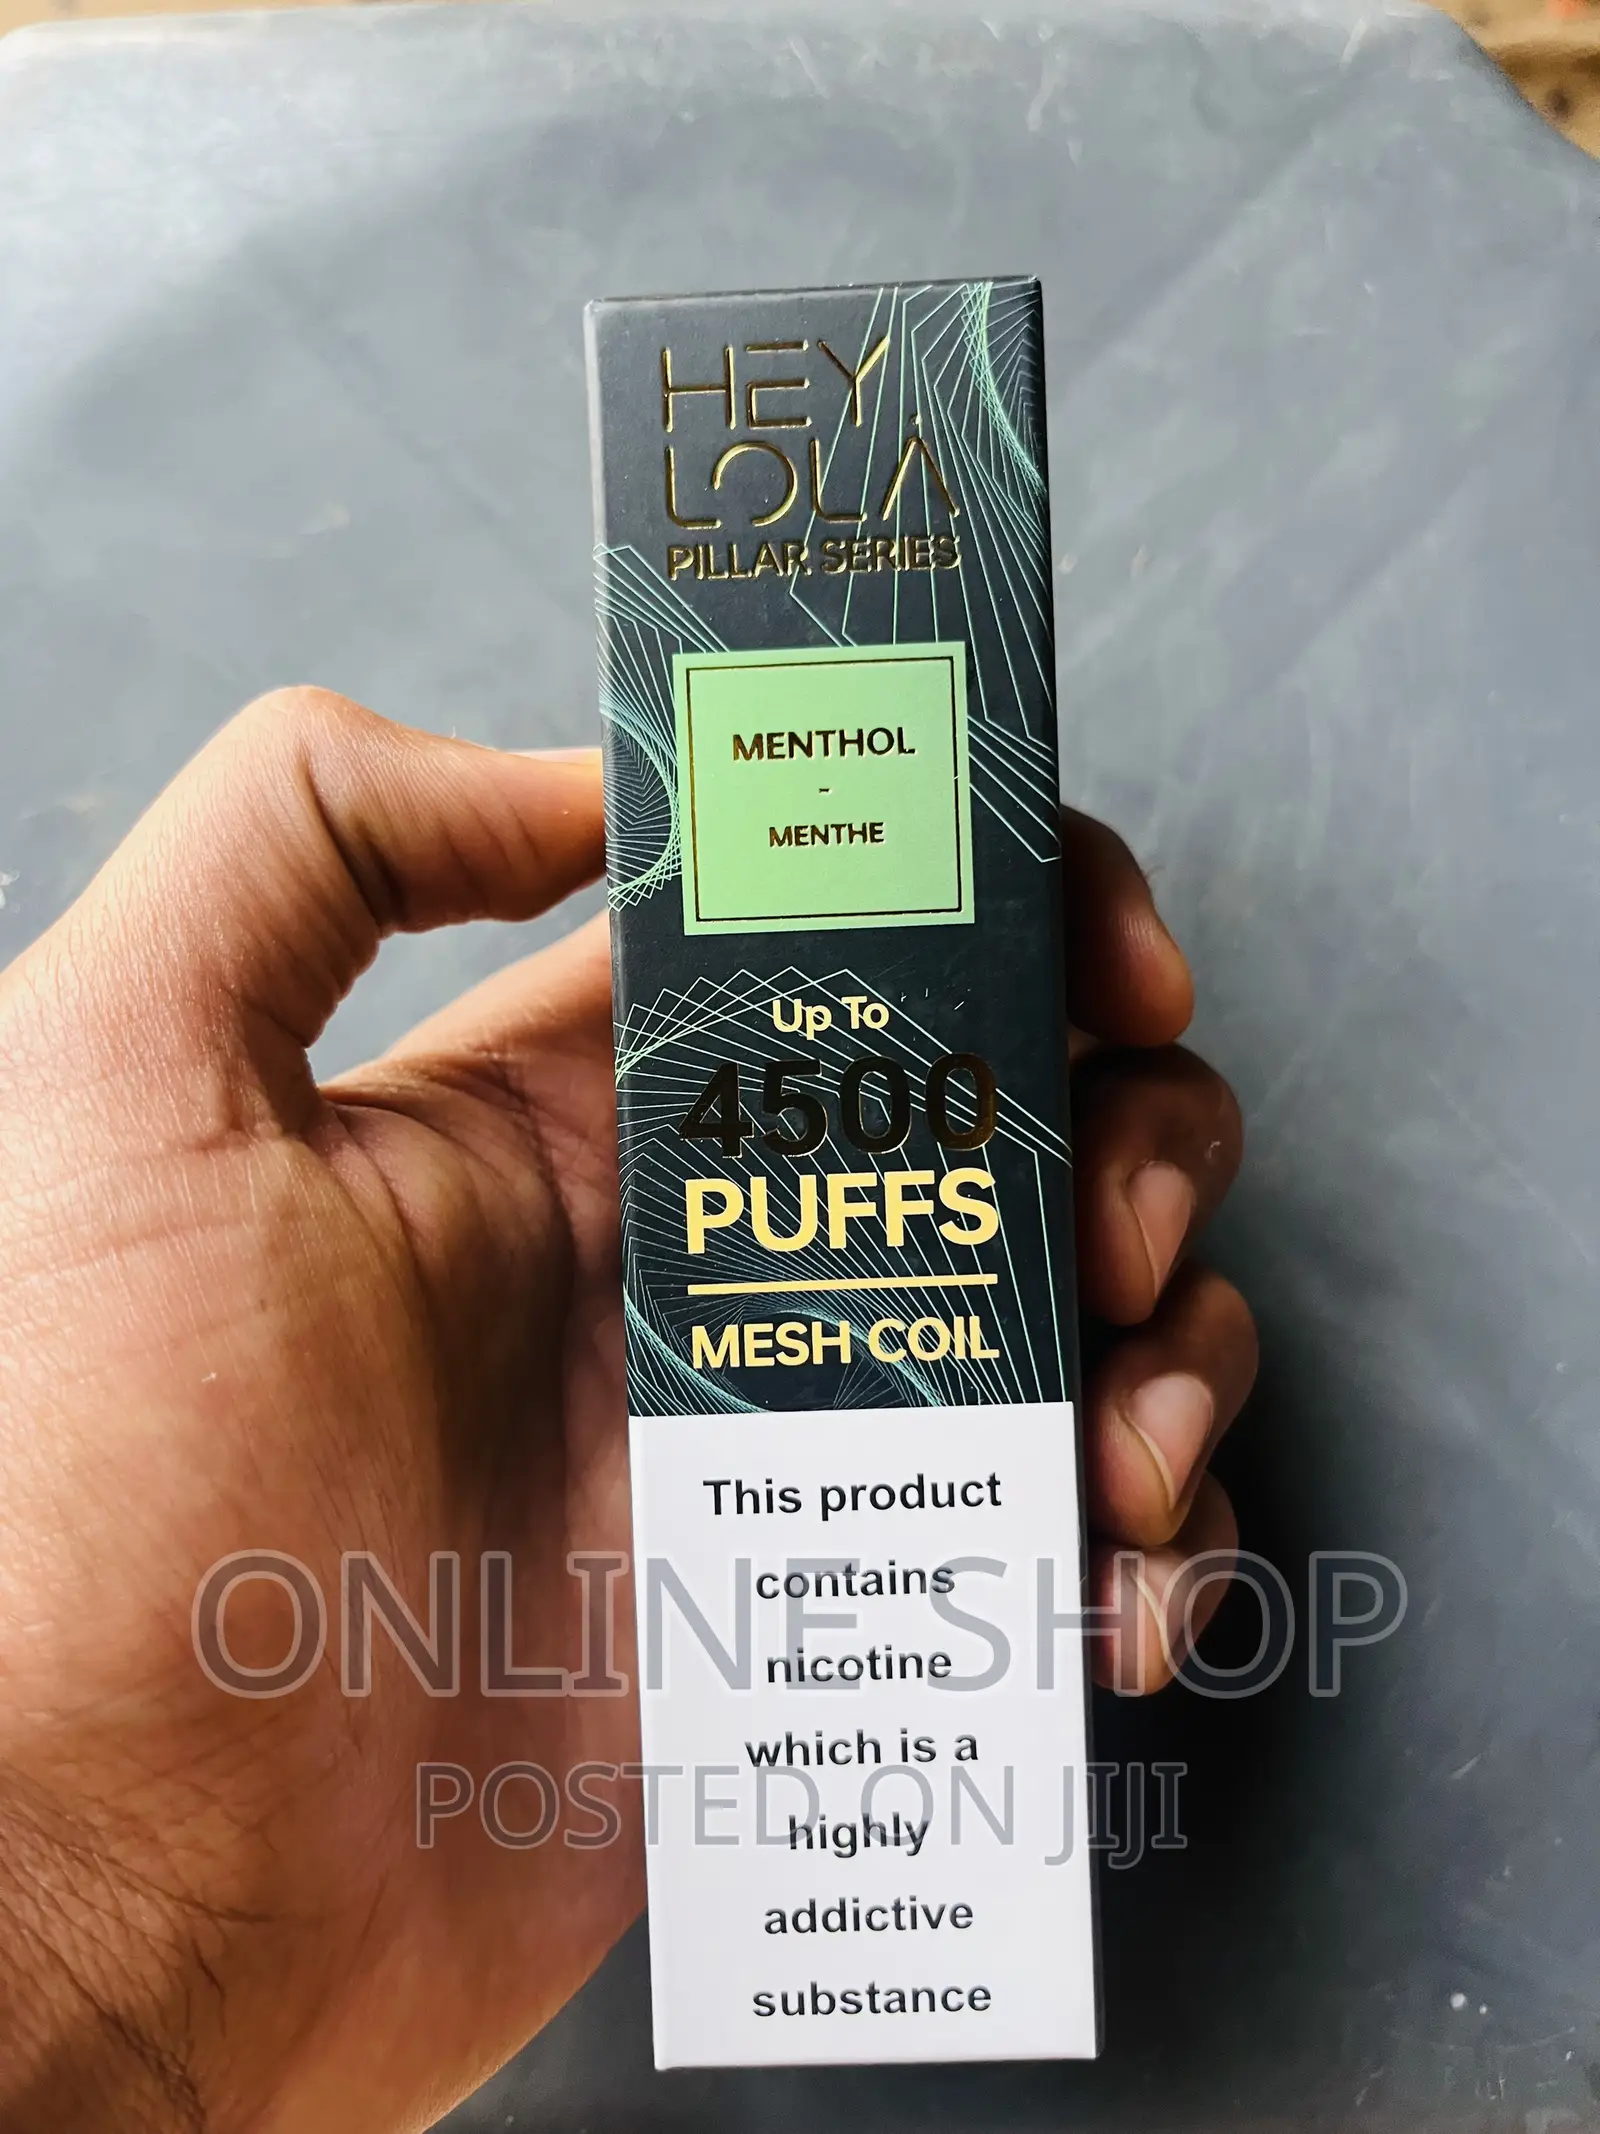 HEY,
LOLA
PILLAR SERIES
MENTHOL
-
MENTHE
Up To
4500
PUFFS
MESH COIL
This product
contains
nicotine
which is a
highly
addictive
substance
ONLINE SHOP
POSTED ON JIJI